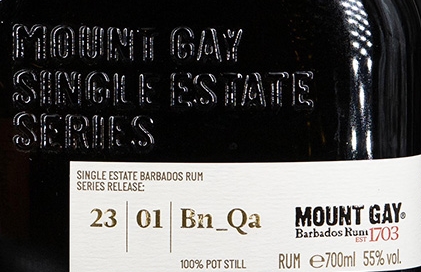 MOUNT GAY
SINGLE ESTATE
SERIES
SINGLE ESTATE BARBADOS RUM
SERIES RELEASE:
23 | 01 | Bn_Qa
MOUNT GAY®
Barbados Rum EST 1703
100% POT STILL
RUM ℮700ml 55% vol.